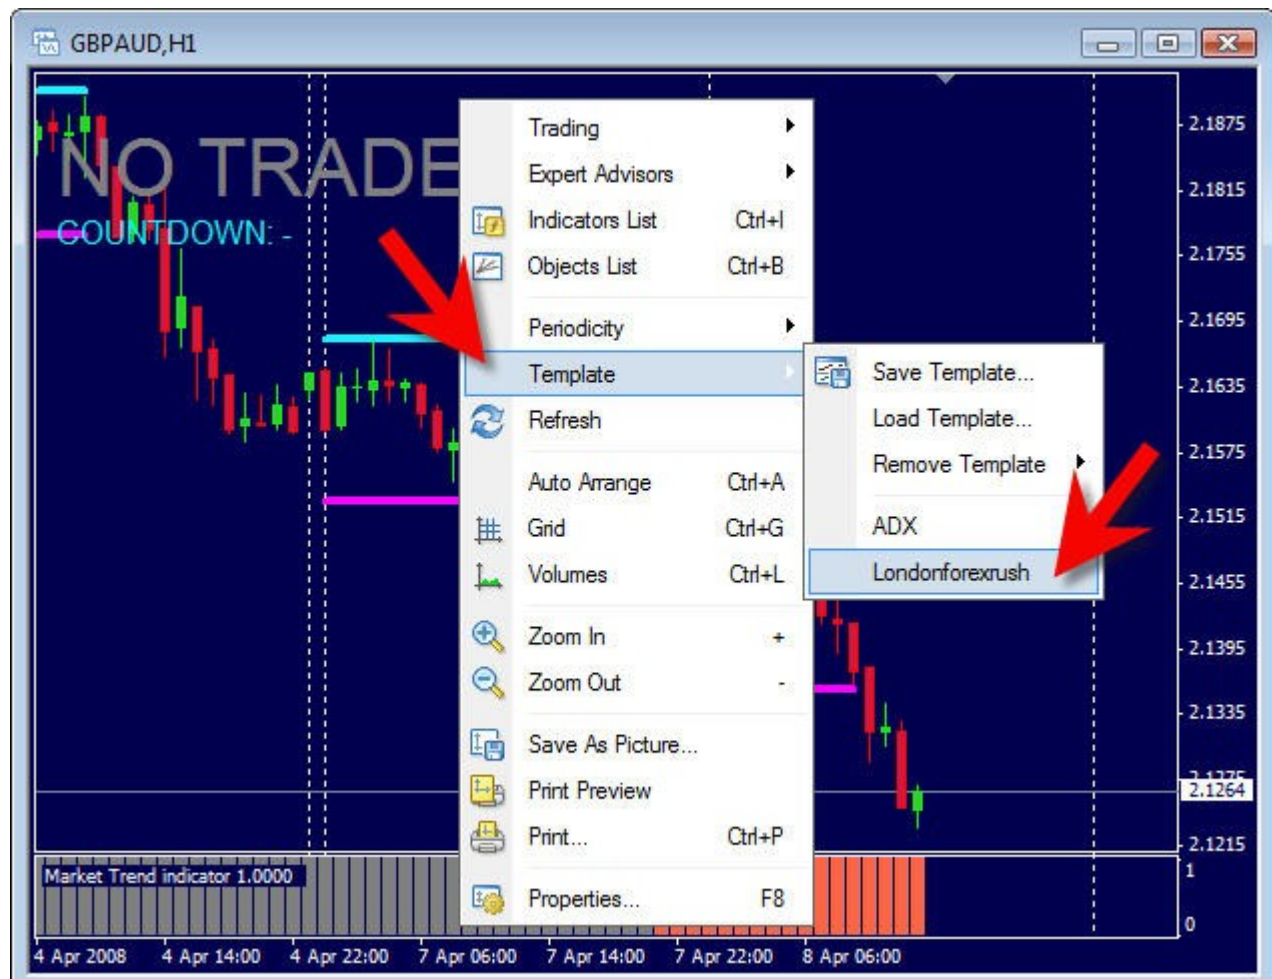 GBPAUD,H1
NO TRADE
COUNTDOWN: -
Trading
Expert Advisors
Indicators List Ctrl+I
Objects List Ctrl+B
Periodicity
Template
Refresh
Auto Arrange Ctrl+A
Grid Ctrl+G
Volumes Ctrl+L
Zoom In +
Zoom Out -
Save As Picture...
Print Preview
Print... Ctrl+P
Properties... F8
Save Template...
Load Template...
Remove Template
ADX
Londonforexrush
2.1875
2.1815
2.1755
2.1695
2.1635
2.1575
2.1515
2.1455
2.1395
2.1335
2.1275
2.1264
2.1215
Market Trend indicator 1.0000
1
0
4 Apr 2008 4 Apr 14:00 4 Apr 22:00 7 Apr 06:00 7 Apr 14:00 7 Apr 22:00 8 Apr 06:00